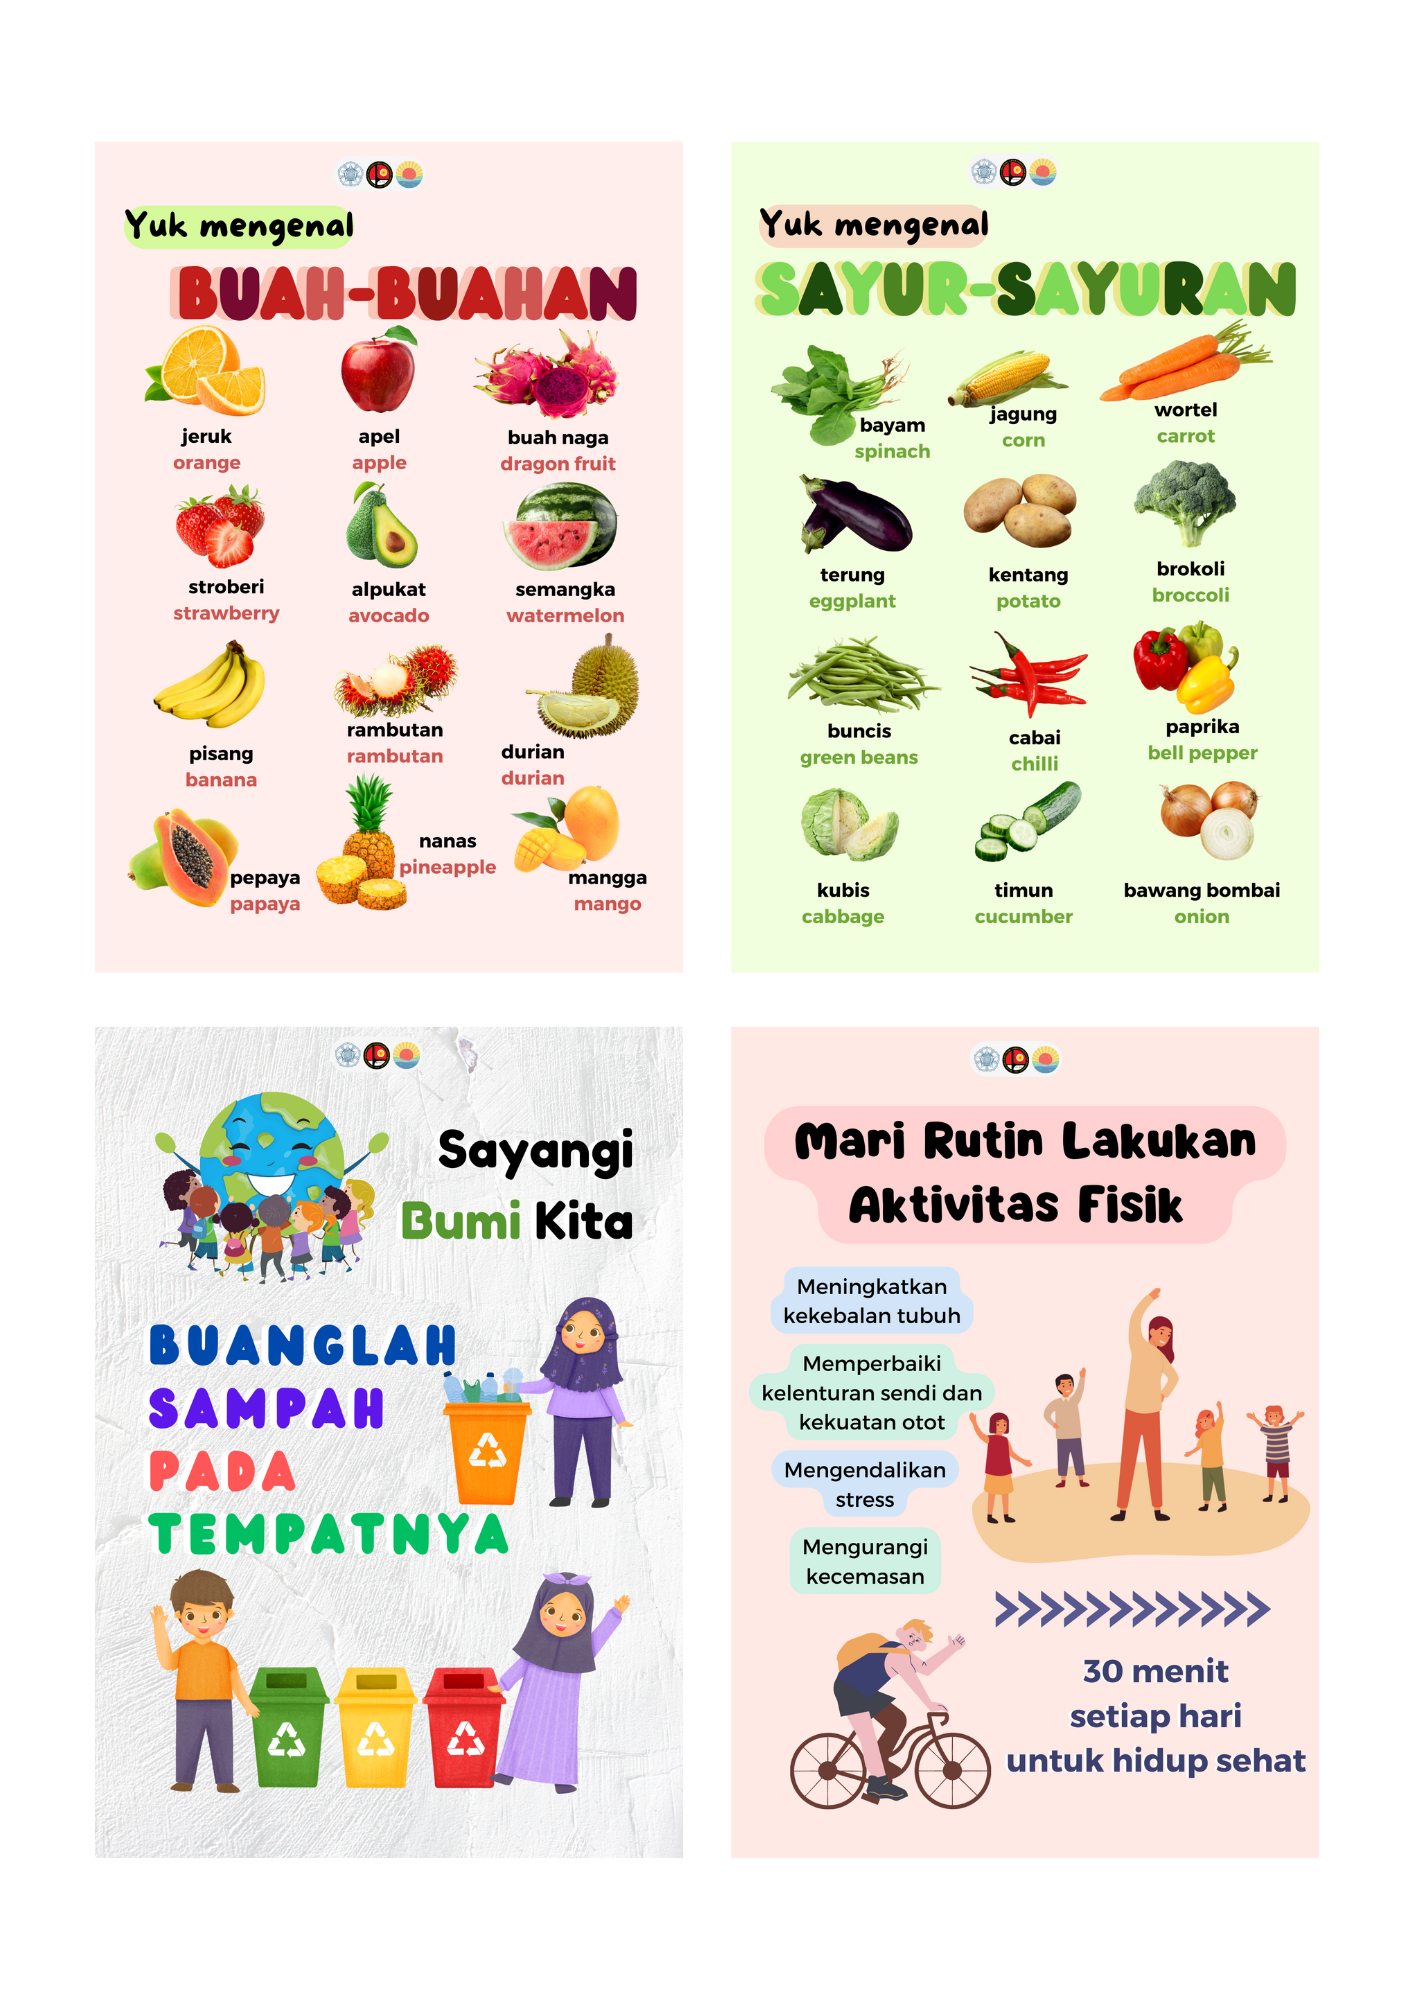 Yuk mengenal
BUAH-BUAHAN
jeruk
orange
apel
apple
buah naga
dragon fruit
stroberi
strawberry
alpukat
avocado
semangka
watermelon
pisang
banana
rambutan
rambutan
durian
durian
pepaya
papaya
nanas
pineapple
mangga
mango
Yuk mengenal
SAYUR-SAYURAN
bayam
spinach
jagung
corn
wortel
carrot
terung
eggplant
kentang
potato
brokoli
broccoli
buncis
green beans
cabai
chilli
paprika
bell pepper
kubis
cabbage
timun
cucumber
bawang bombai
onion
Sayangi
Bumi Kita
BUANGLAH
SAMPAH
PADA
TEMPATNYA
Mari Rutin Lakukan
Aktivitas Fisik
Meningkatkan
kekebalan tubuh
Memperbaiki
kelenturan sendi dan
kekuatan otot
Mengendalikan
stress
Mengurangi
kecemasan
30 menit
setiap hari
untuk hidup sehat